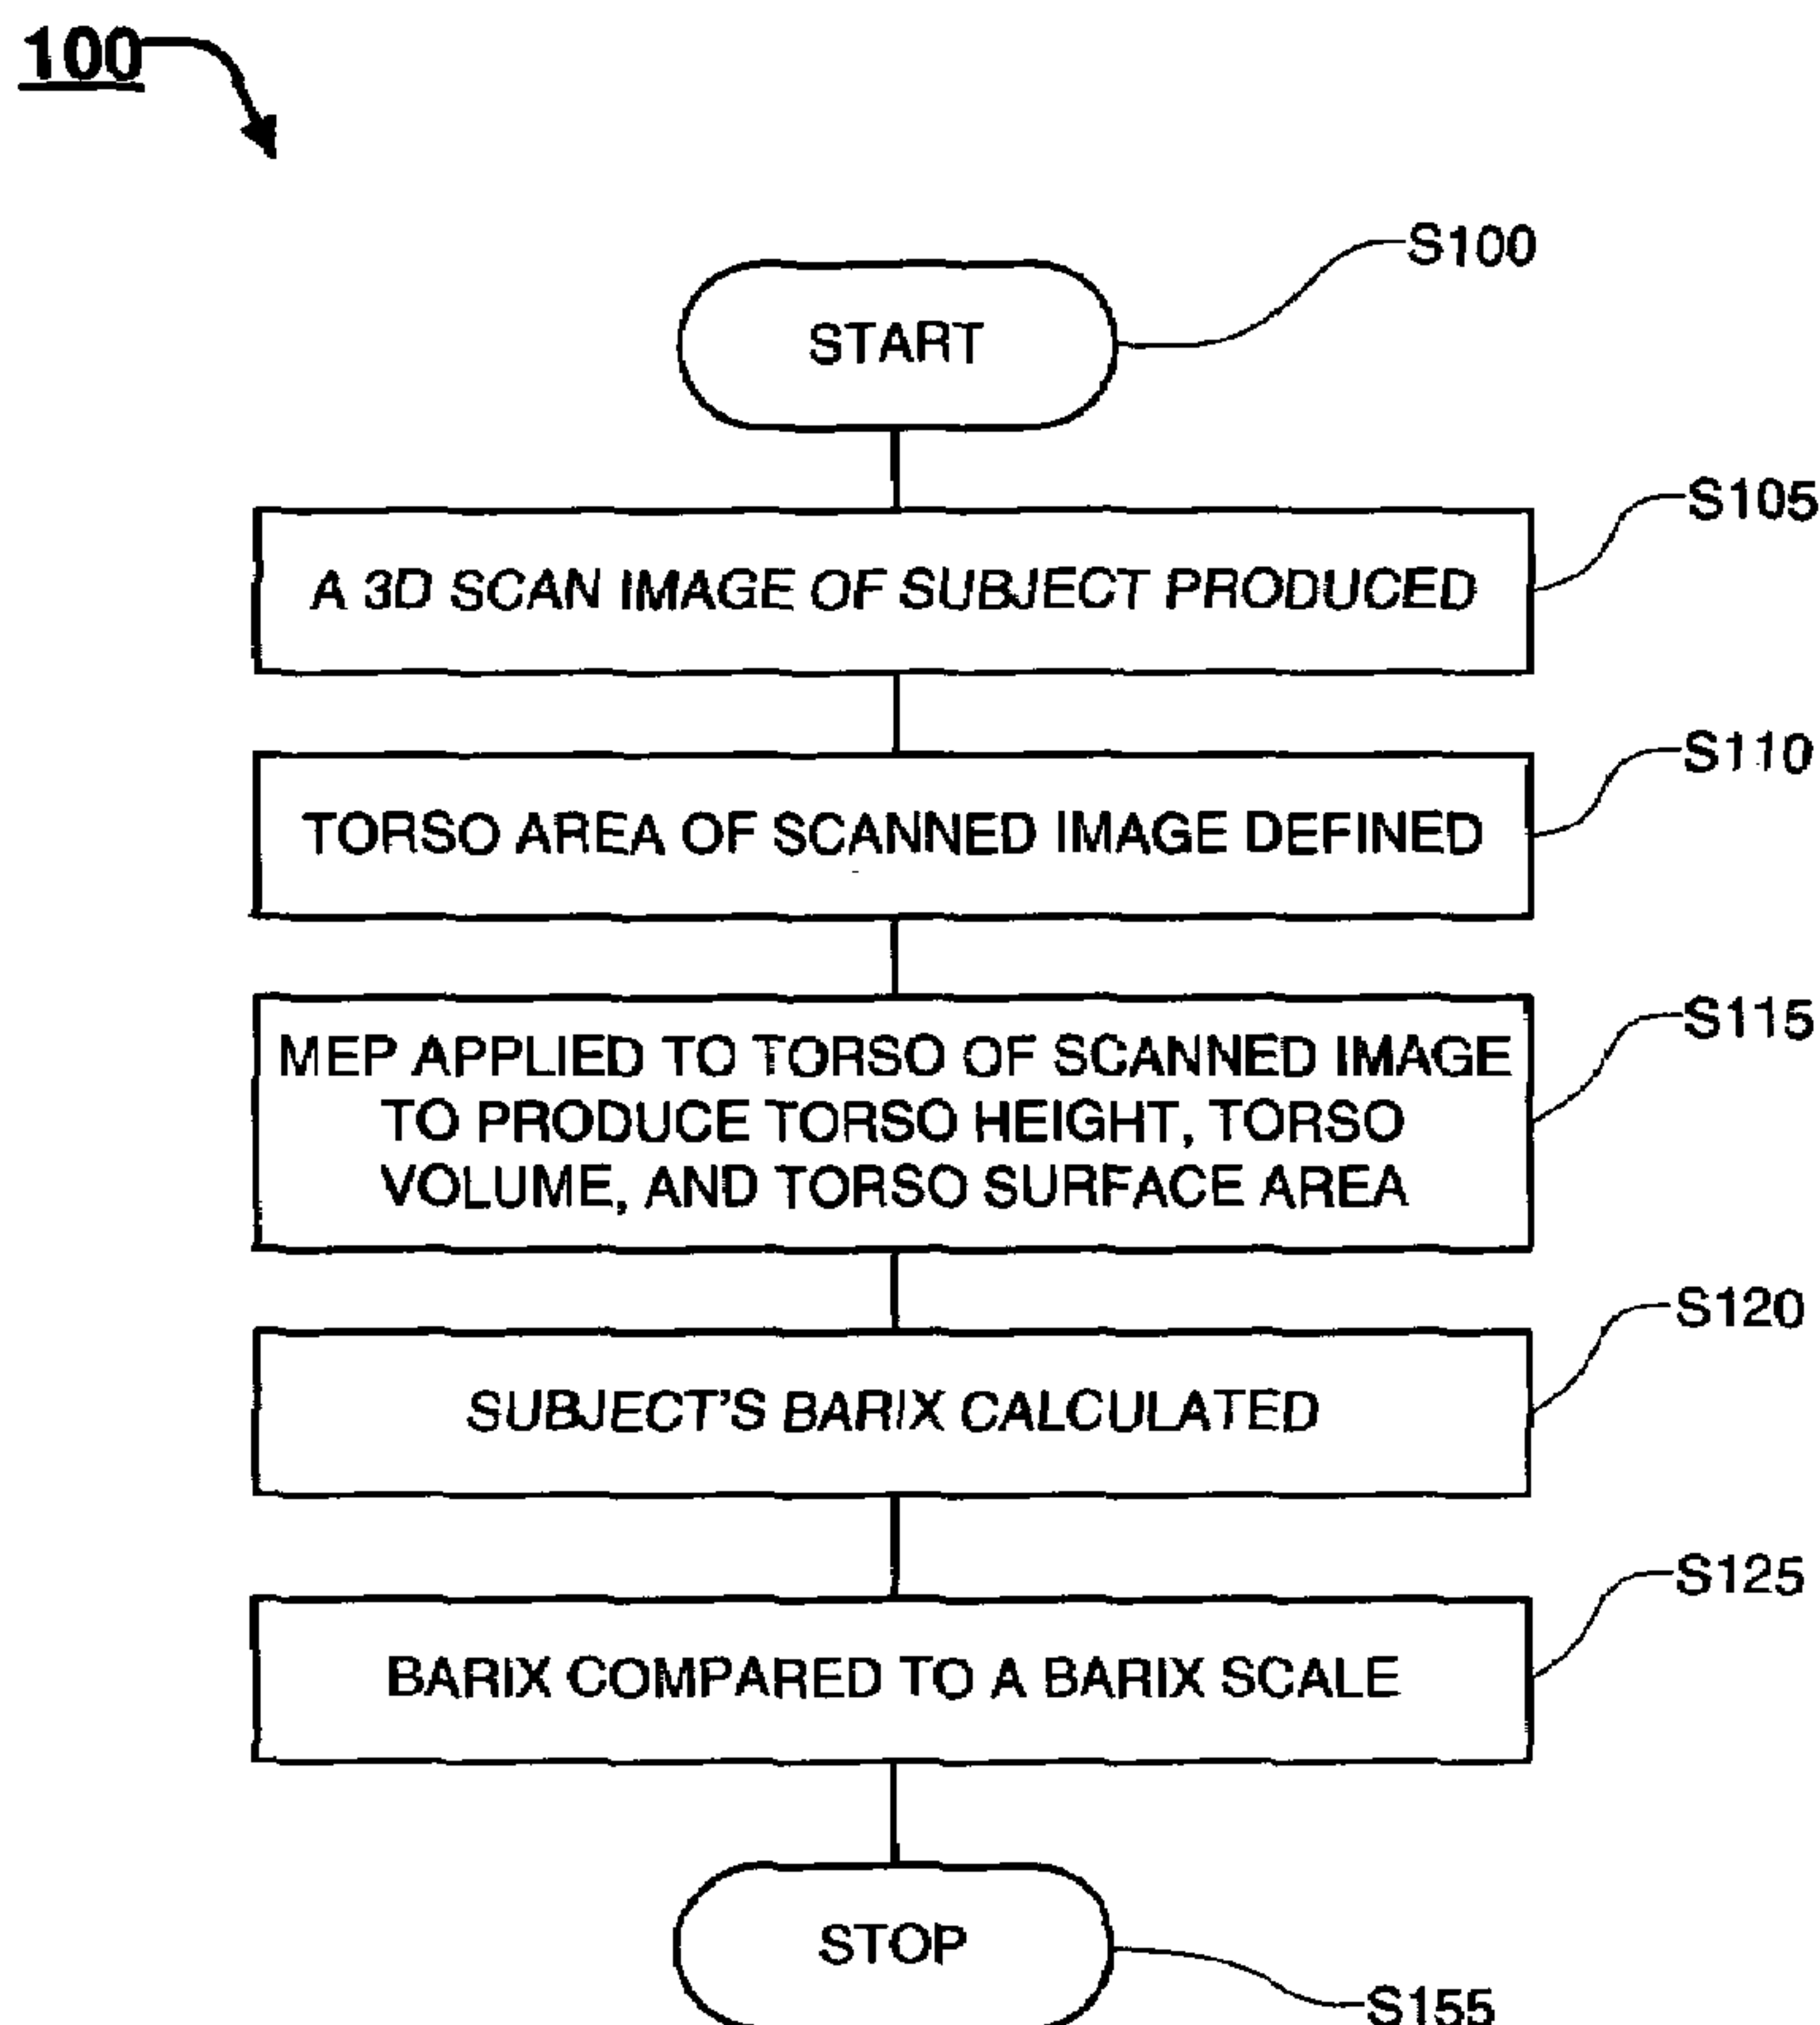 100
S100
START
S105
A 3D SCAN IMAGE OF SUBJECT PRODUCED
S110
TORSO AREA OF SCANNED IMAGE DEFINED
S115
MEP APPLIED TO TORSO OF SCANNED IMAGE
TO PRODUCE TORSO HEIGHT, TORSO
VOLUME, AND TORSO SURFACE AREA
S120
SUBJECT'S BARIX CALCULATED
S125
BARIX COMPARED TO A BARIX SCALE
STOP
S155